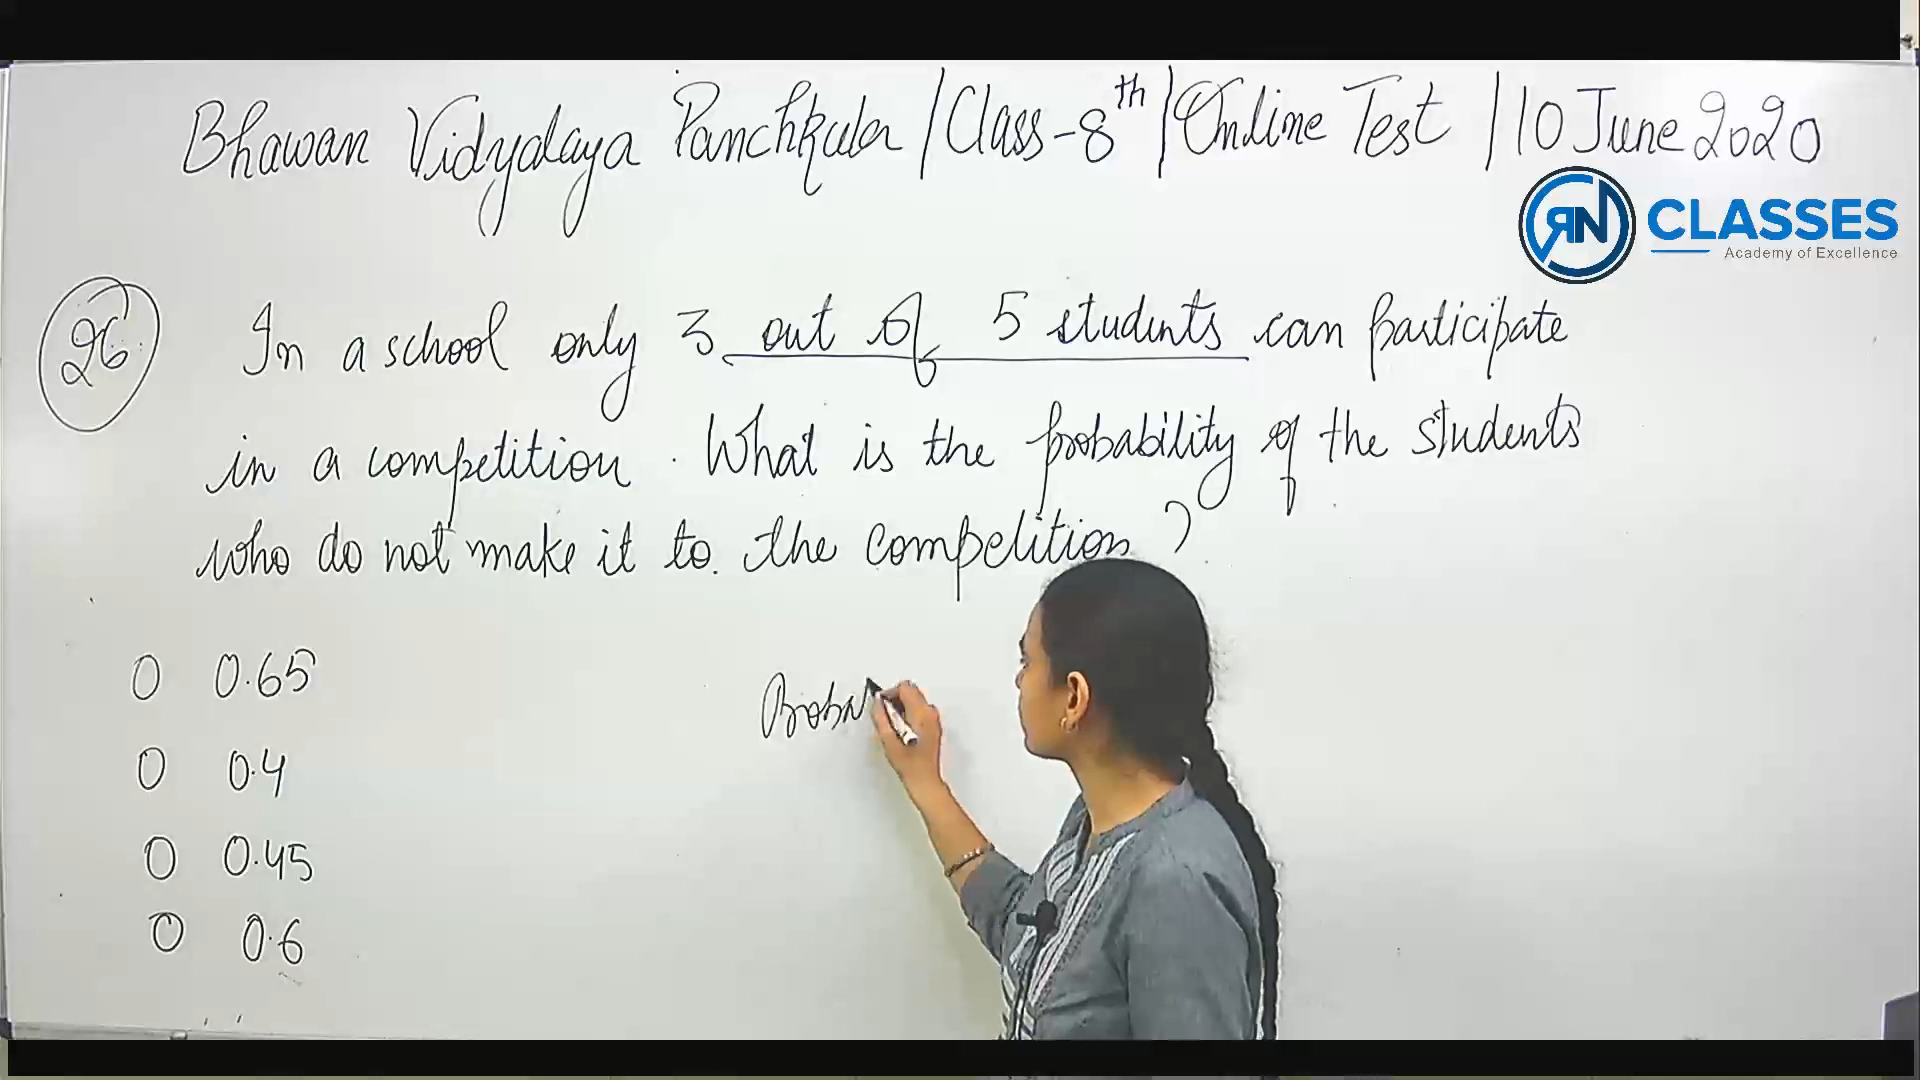 Bhawan Vidyalaya Panchkula / Class-8th / Online Test / 10 June 2020
RN CLASSES
Academy of Excellence
26 In a school only 3 out of 5 students can participate
in a competition. What is the probability of the students
who do not make it to the competition?
0.65
0.4
0.45
0.6
Proba